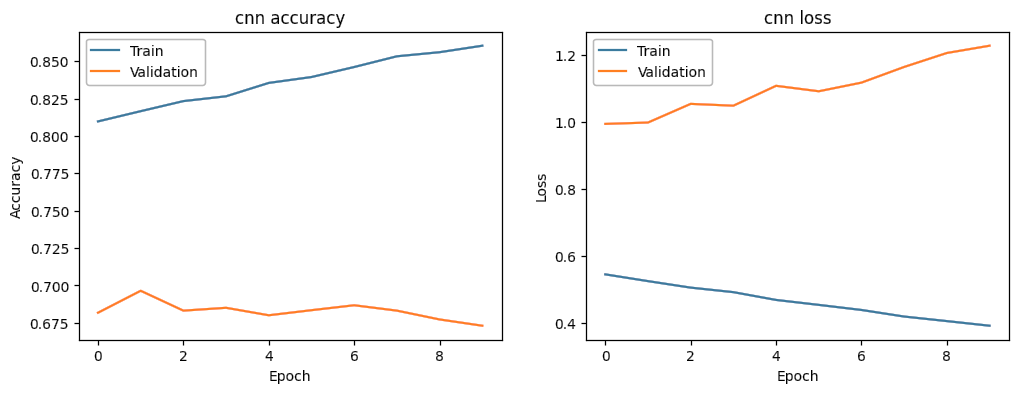 cnn accuracy
Train
Validation
0.850
0.825
0.800
0.775
0.750
0.725
0.700
0.675
Accuracy
0 2 4 6 8
Epoch
cnn loss
Train
Validation
1.2
1.0
0.8
0.6
0.4
Loss
0 2 4 6 8
Epoch